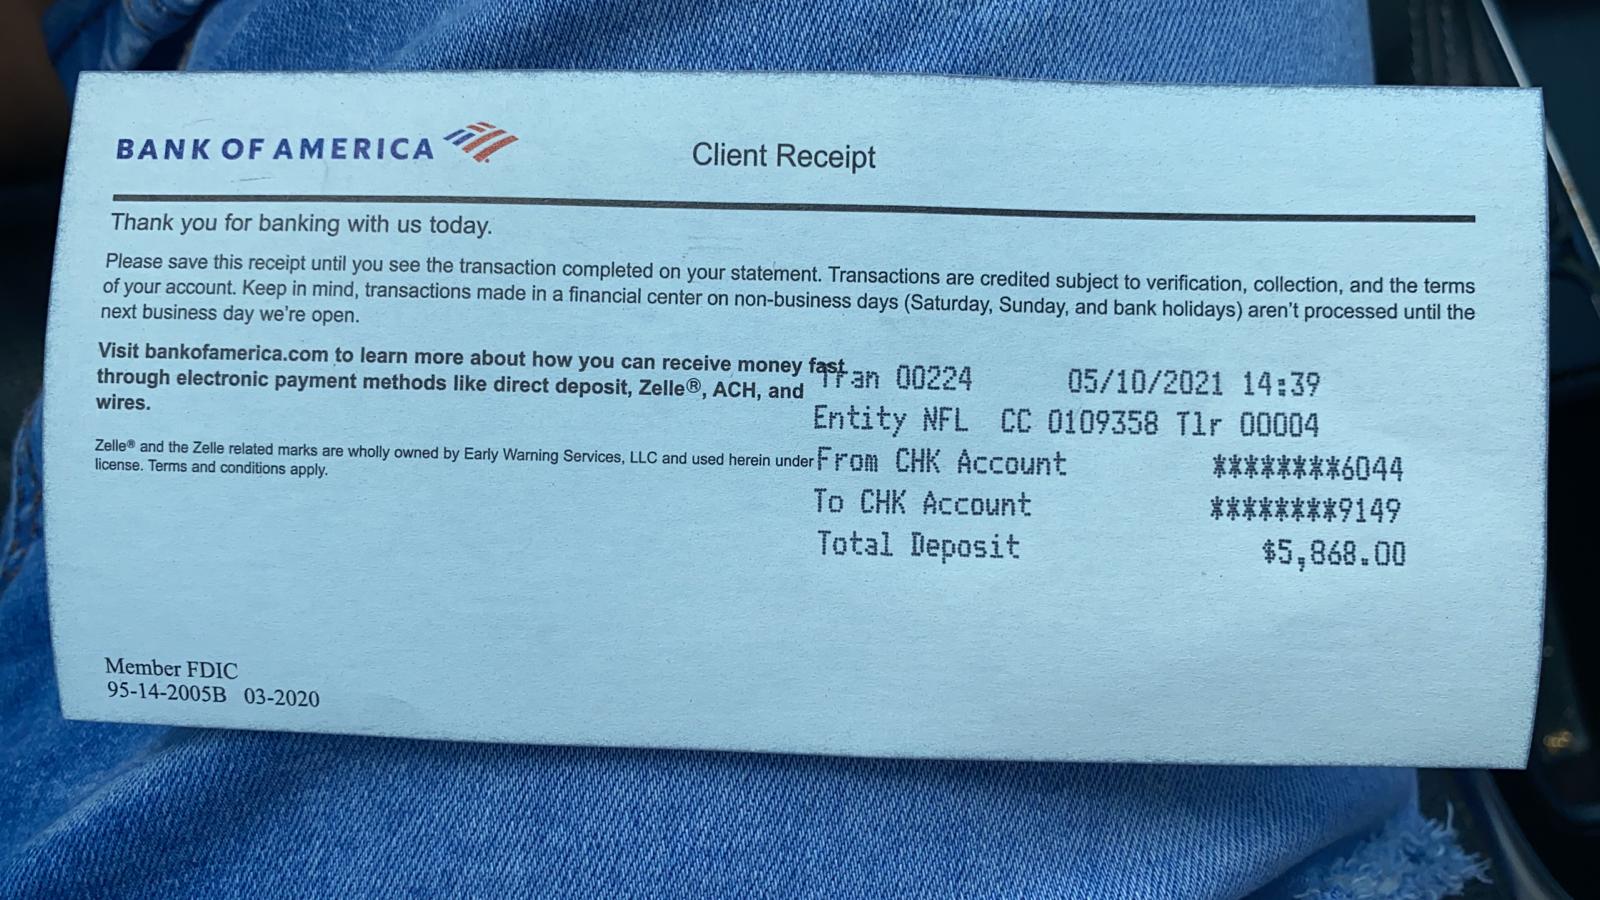 BANK OF AMERICA
Client Receipt
Thank you for banking with us today.
Please save this receipt until you see the transaction completed on your statement. Transactions are credited subject to verification, collection, and the terms
of your account. Keep in mind, transactions made in a financial center on non-business days (Saturday, Sunday, and bank holidays) aren't processed until the
next business day we're open.
Visit bankofamerica.com to learn more about how you can receive money fast
through electronic payment methods like direct deposit, Zelle®, ACH, and
wires.
Zelle® and the Zelle related marks are wholly owned by Early Warning Services, LLC and used herein under
license. Terms and conditions apply.
Tran 00224 05/10/2021 14:39
Entity NFL CC 0109358 Tlr 00004
From CHK Account ********6044
To CHK Account ********9149
Total Deposit $5,868.00
Member FDIC
95-14-2005B 03-2020